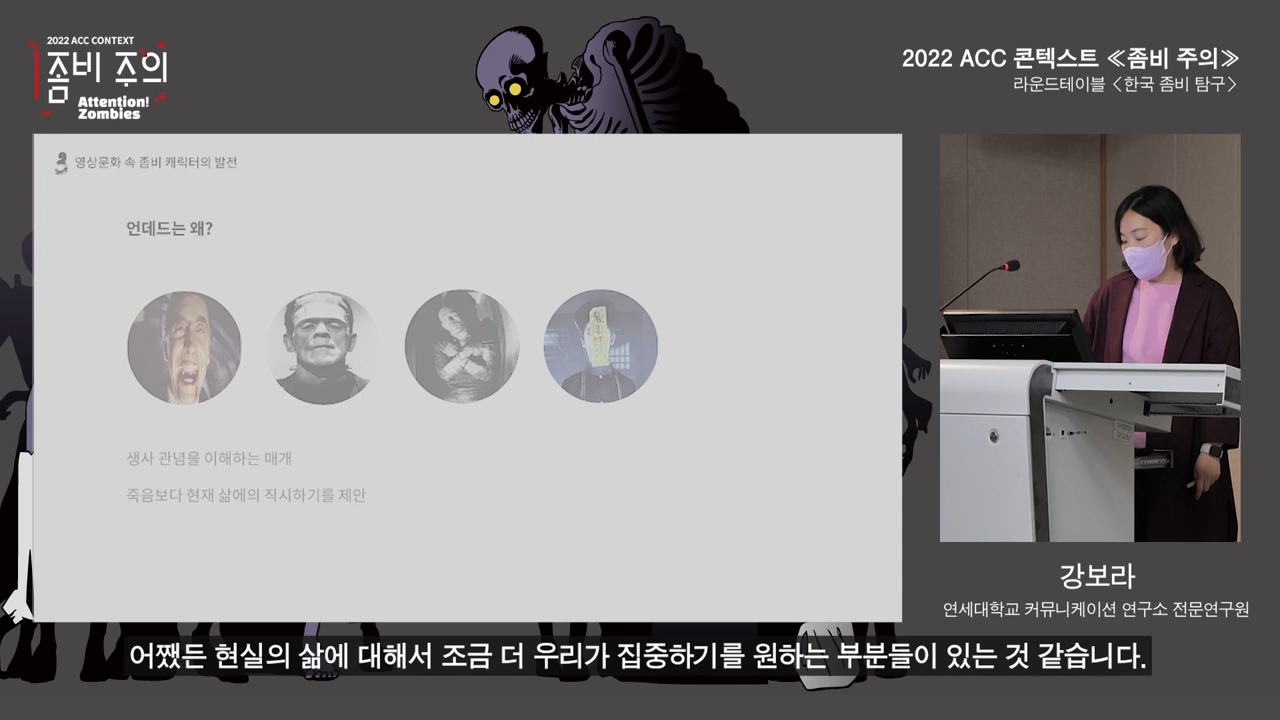 2022 ACC CONTEXT
좀비 주의
Attention!
Zombies
2022 ACC 콘텍스트 ≪좀비 주의≫
라운드테이블 〈한국 좀비 탐구〉
영상문화 속 좀비 캐릭터의 발전
언데드는 왜?
생사 관념을 이해하는 매개
죽음보다 현재 삶에의 직시하기를 제안
강보라
연세대학교 커뮤니케이션 연구소 전문연구원
어쨌든 현실의 삶에 대해서 조금 더 우리가 집중하기를 원하는 부분들이 있는 것 같습니다.